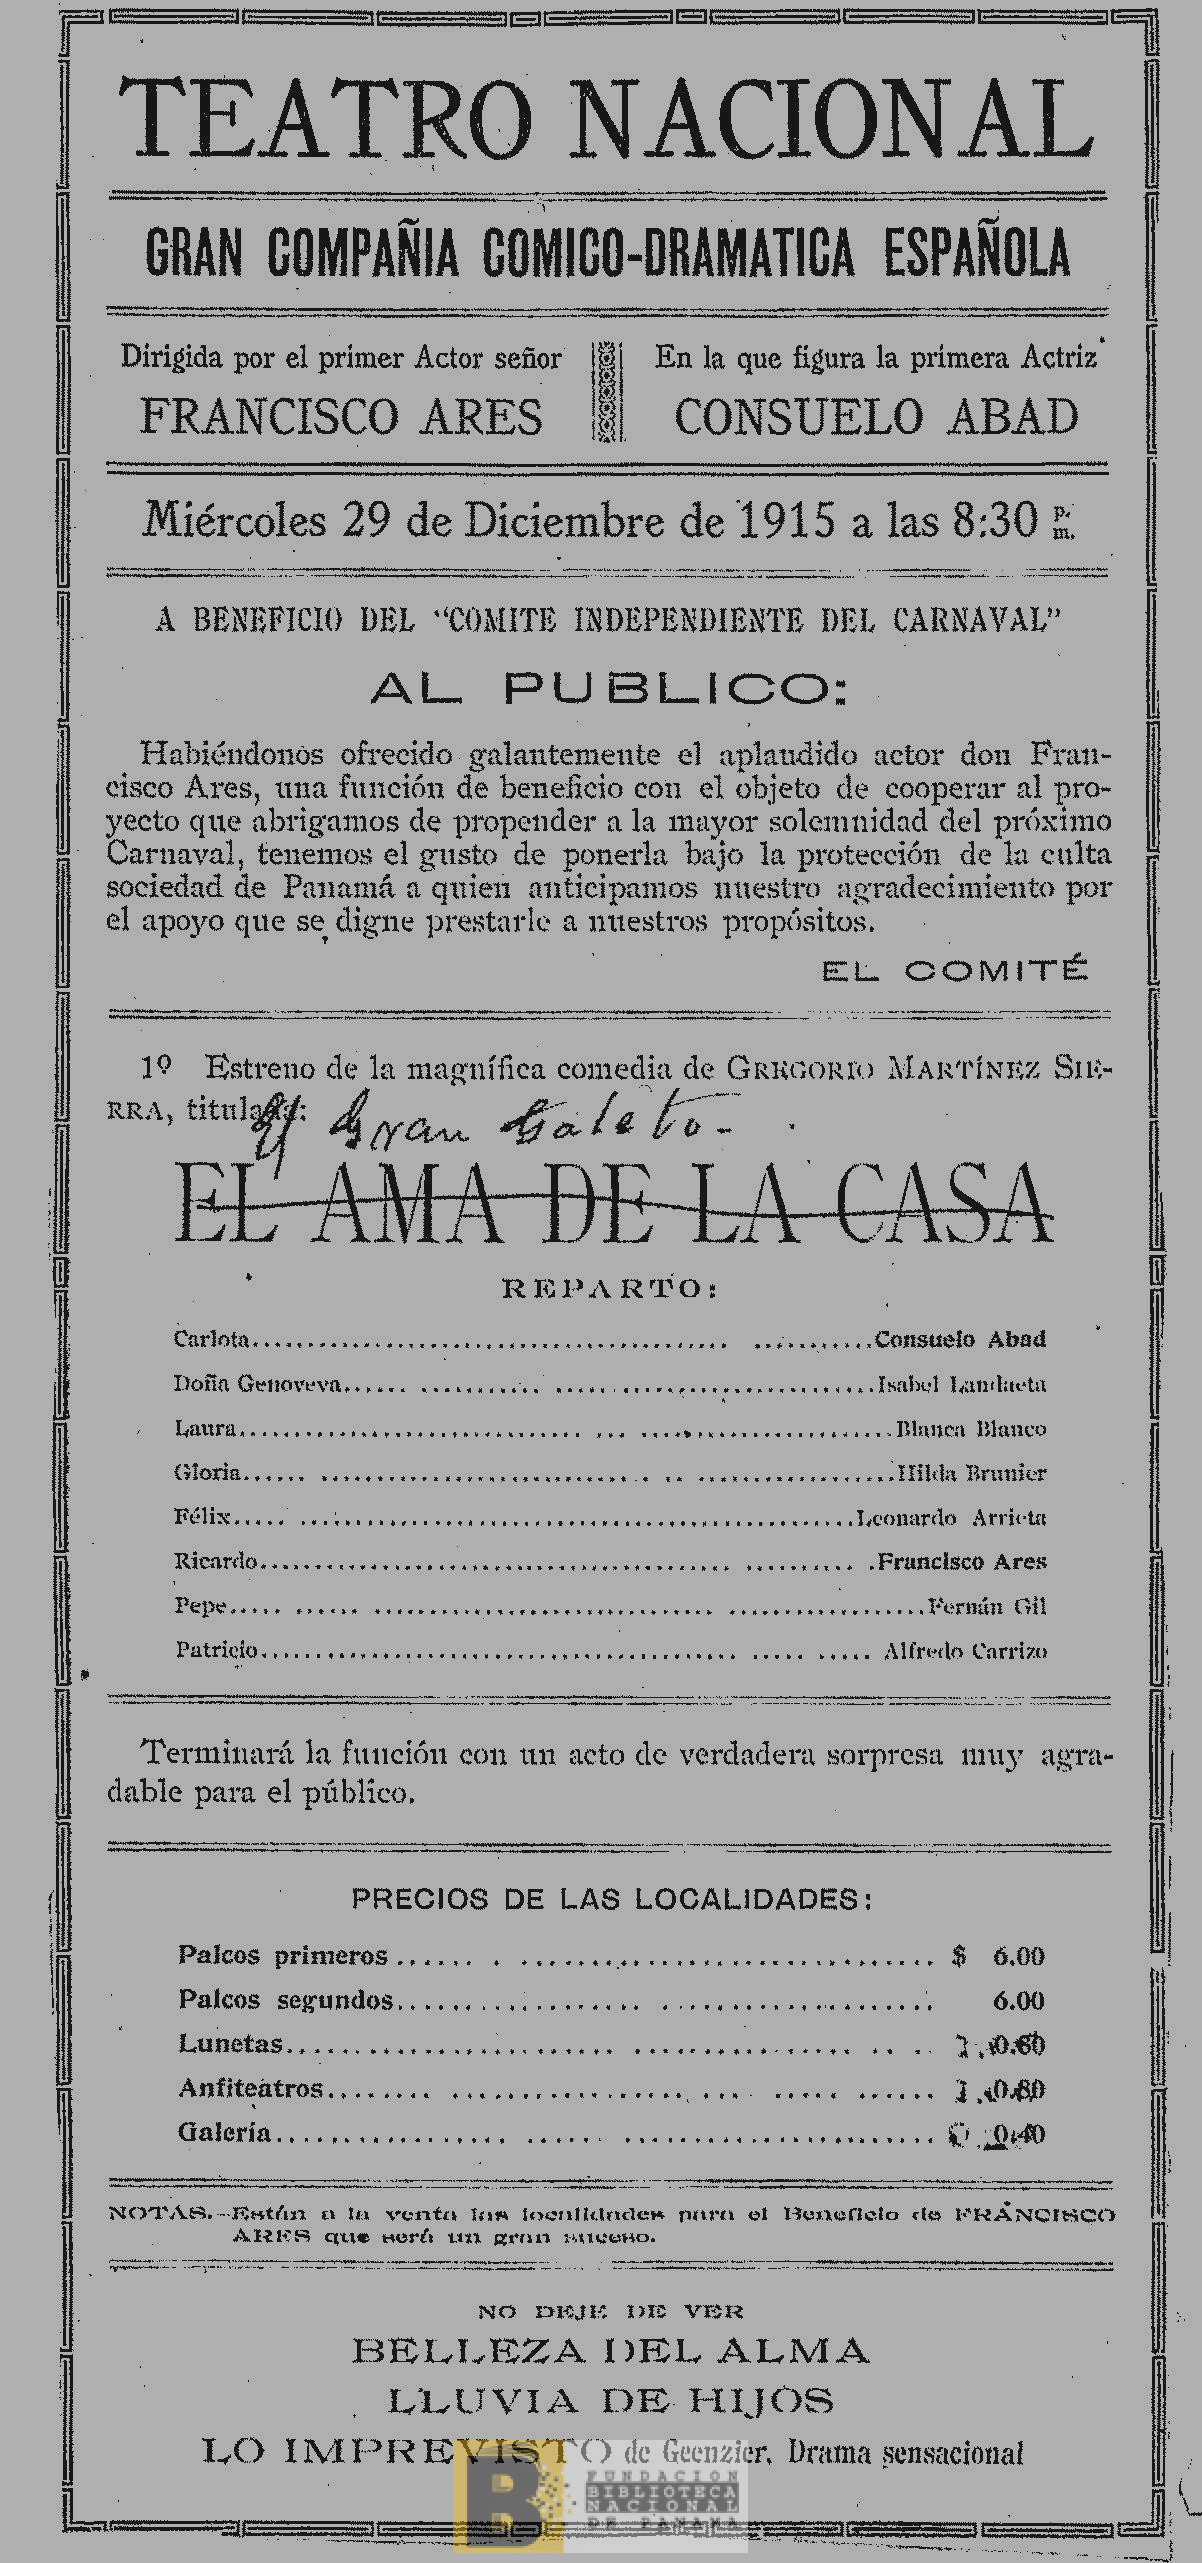 TEATRO NACIONAL
GRAN COMPAÑIA COMICO-DRAMATICA ESPAÑOLA
Dirigida por el primer Actor señor
FRANCISCO ARES
En la que figura la primera Actriz
CONSUELO ABAD
Miércoles 29 de Diciembre de 1915 a las 8:30 p. m.
A BENEFICIO DEL "COMITE INDEPENDIENTE DEL CARNAVAL"
AL PUBLICO:
Habiéndonos ofrecido galantemente el aplaudido actor don Fran-
cisco Ares, una función de beneficio con el objeto de cooperar al pro-
yecto que abrigamos de propender a la mayor solemnidad del próximo
Carnaval, tenemos el gusto de ponerla bajo la protección de la culta
sociedad de Panamá a quien anticipamos nuestro agradecimiento por
el apoyo que se digne prestarle a nuestros propósitos.
EL COMITÉ
1º Estreno de la magnífica comedia de GREGORIO MARTÍNEZ SIE-
RRA, titulada:
El Gran Galeto-
EL AMA DE LA CASA
REPARTO:
Carlota.......... Consuelo Abad
Doña Genoveva.......... Isabel Landaeta
Laura.......... Blanca Blanco
Gloria.......... Hilda Brunier
Félix.......... Leonardo Arrieta
Ricardo.......... Francisco Ares
Pepe.......... Fernán Gil
Patricio.......... Alfredo Carrizo
Terminará la función con un acto de verdadera sorpresa muy agra-
dable para el público.
PRECIOS DE LAS LOCALIDADES:
Palcos primeros.......... $ 6.00
Palcos segundos.......... 6.00
Lunetas..........
Anfiteatros..........
Galería.......... 0.40
NOTAS.-Están a la venta las localidades para el Beneficio de FRANCISCO
ARES que será un gran suceso.
NO DEJE DE VER
BELLEZA DEL ALMA
LLUVIA DE HIJOS
LO IMPREVISTO de Geenzier, Drama sensacional
FUNDACION
BIBLIOTECA
NACIONAL
DE PANAMA